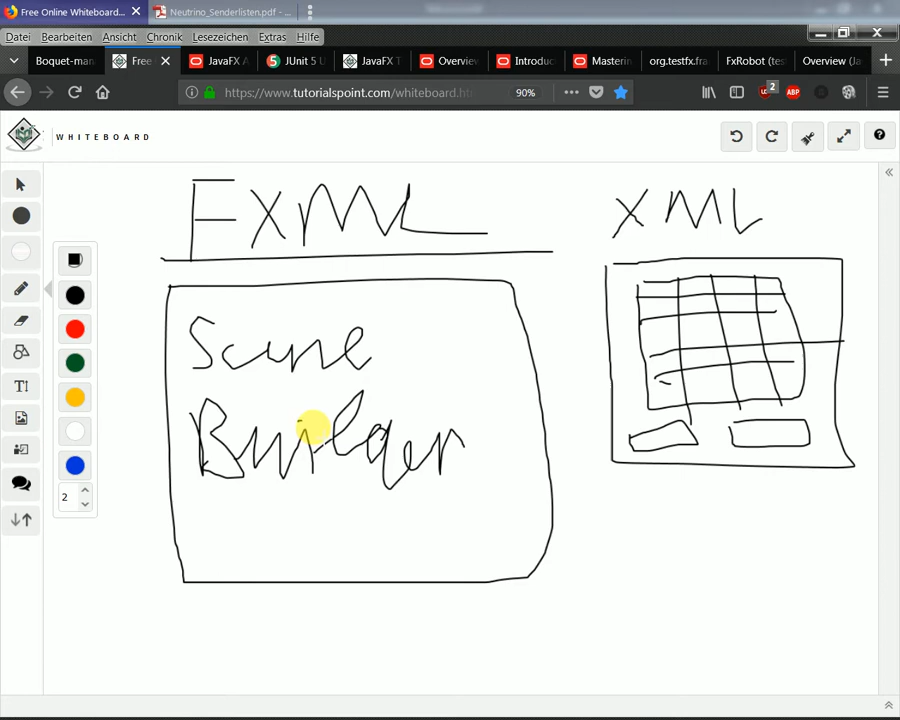 Free Online Whiteboard...
Neutrino_Senderlisten.pdf - ...
Datei Bearbeiten Ansicht Chronik Lesezeichen Extras Hilfe
Boquet-man
Free
JavaFX A
JUnit 5 U
JavaFX T
Overview
Introduc
Masterin
org.testfx.fra
FxRobot (tes
Overview (Ja
https://www.tutorialspoint.com/whiteboard.ht
90%
2
WHITEBOARD
FXML
XML
Scene
Builder
T
2